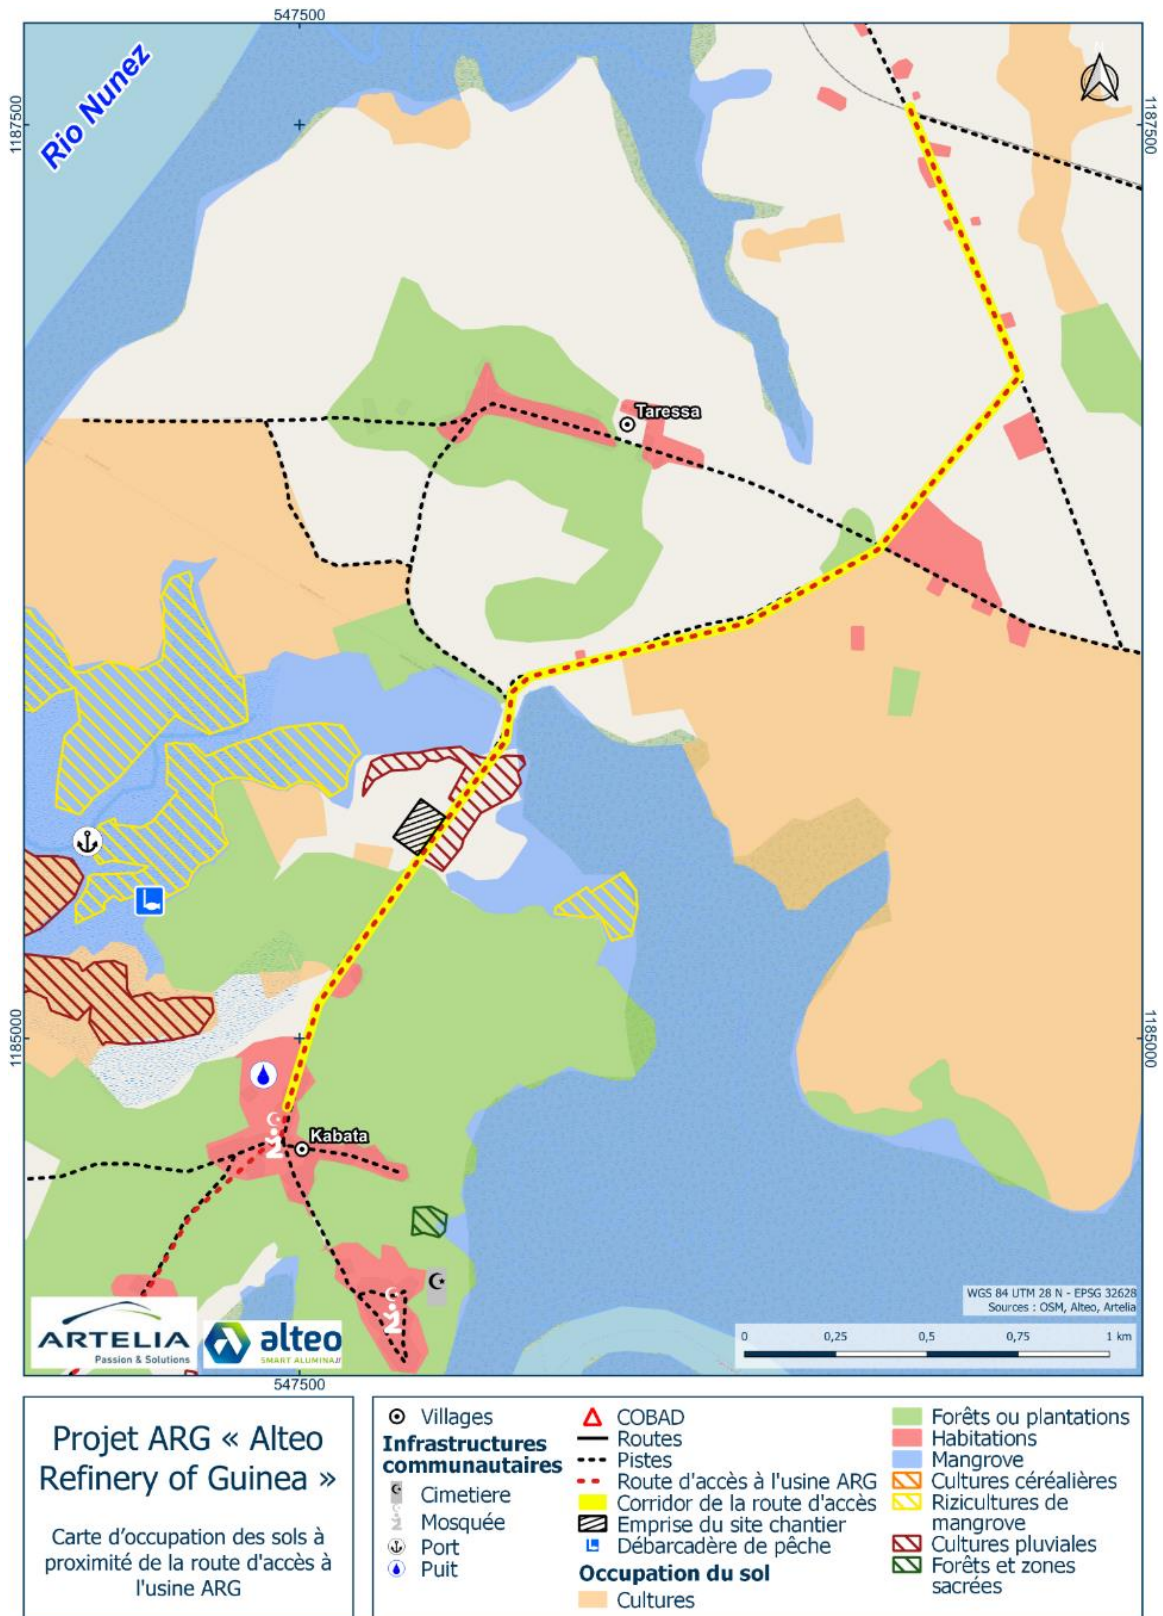 547500
Rio Nunez
N
1187500
1187500
Taressa
1185000
1185000
Kabata
WGS 84 UTM 28 N - EPSG 32628
Sources : OSM, Alteo, Artelia
0 0,25 0,5 0,75 1 km
ARTELIA
Passion & Solutions
alteo
SMART ALUMINA
547500
Projet ARG « Alteo
Refinery of Guinea »
Carte d'occupation des sols à
proximité de la route d'accès à
l'usine ARG
Villages
Infrastructures
communautaires
Cimetiere
Mosquée
Port
Puit
COBAD
Routes
Pistes
Route d'accès à l'usine ARG
Corridor de la route d'accès
Emprise du site chantier
Débarcadère de pêche
Occupation du sol
Cultures
Forêts ou plantations
Habitations
Mangrove
Cultures céréalières
Rizicultures de
mangrove
Cultures pluviales
Forêts et zones
sacrées